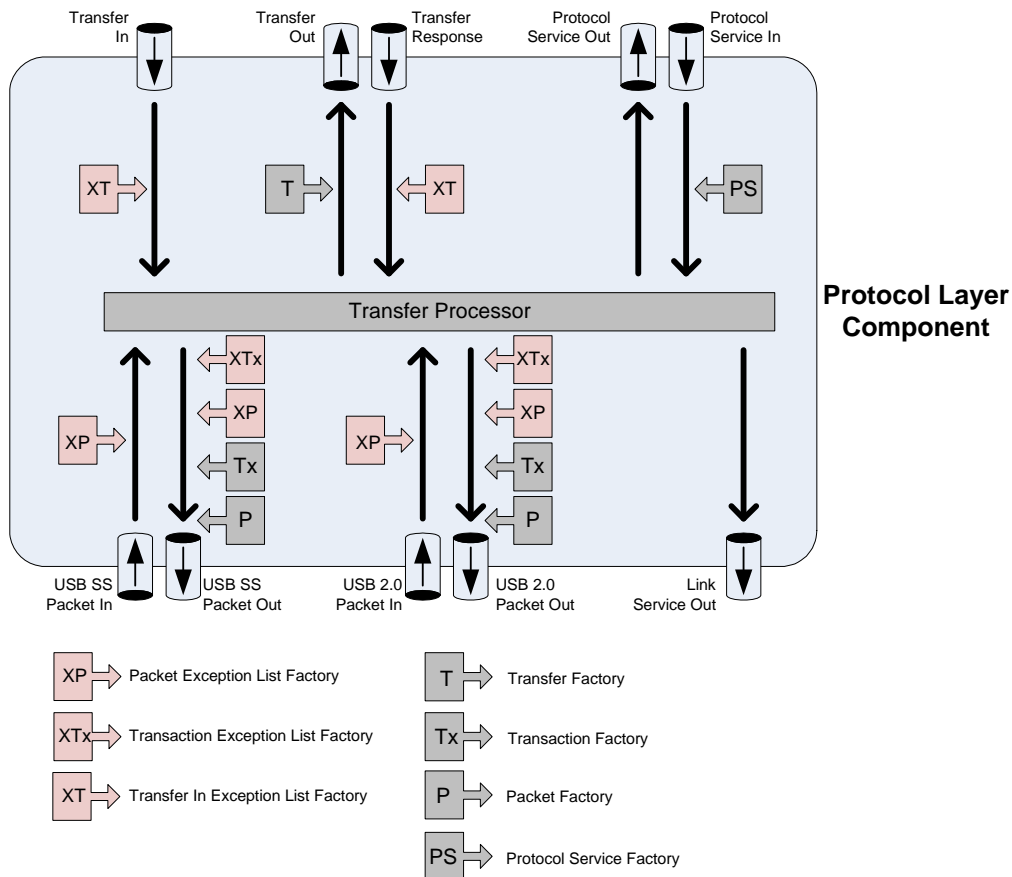 Transfer
In
Transfer
Out
Transfer
Response
Protocol
Service Out
Protocol
Service In
XT
T
XT
PS
Transfer Processor
Protocol Layer
Component
XTx
XP
XP
Tx
P
XTx
XP
XP
Tx
P
USB SS
Packet In
USB SS
Packet Out
USB 2.0
Packet In
USB 2.0
Packet Out
Link
Service Out
XP
Packet Exception List Factory
XTx
Transaction Exception List Factory
XT
Transfer In Exception List Factory
T
Transfer Factory
Tx
Transaction Factory
P
Packet Factory
PS
Protocol Service Factory